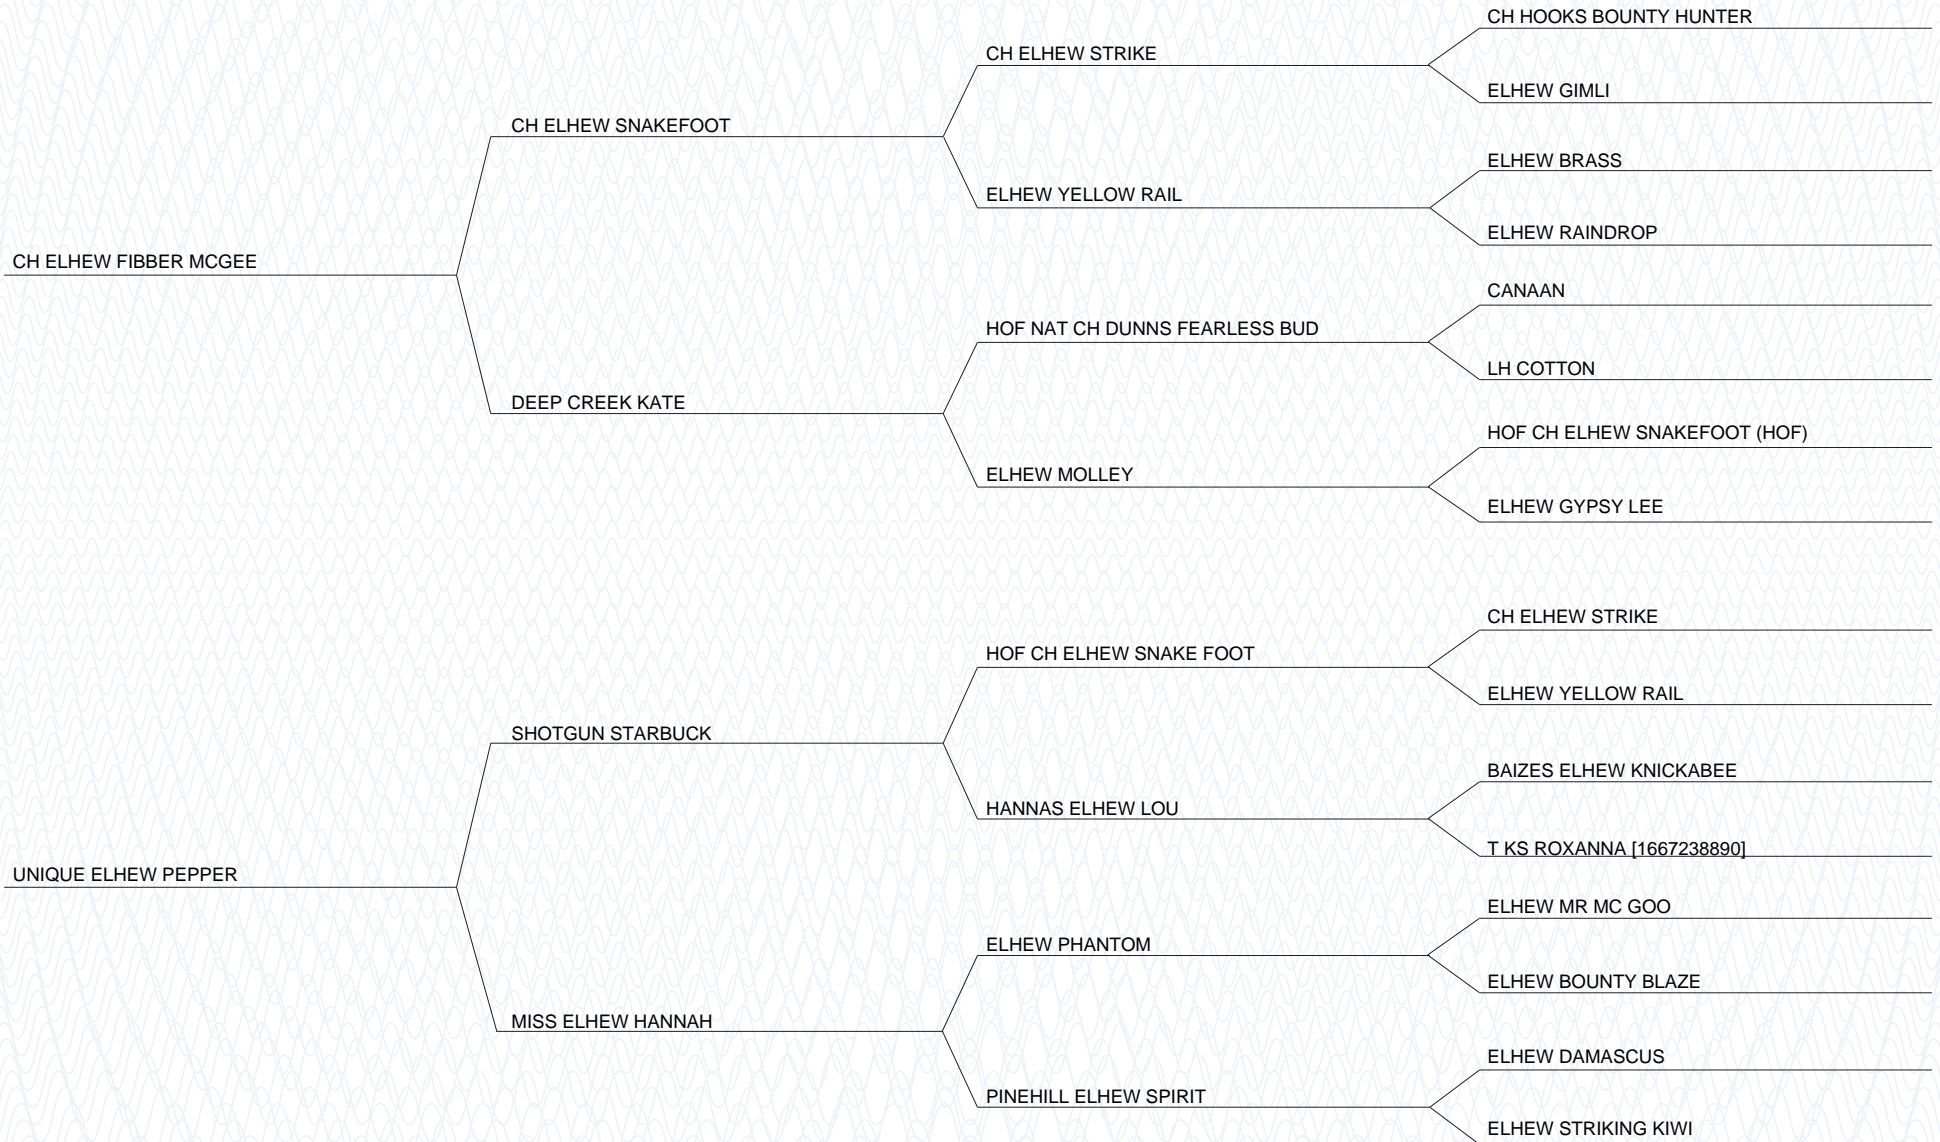 CH HOOKS BOUNTY HUNTER
CH ELHEW STRIKE
ELHEW GIMLI
CH ELHEW SNAKEFOOT
ELHEW BRASS
ELHEW YELLOW RAIL
ELHEW RAINDROP
CH ELHEW FIBBER MCGEE
CANAAN
HOF NAT CH DUNNS FEARLESS BUD
LH COTTON
DEEP CREEK KATE
HOF CH ELHEW SNAKEFOOT (HOF)
ELHEW MOLLEY
ELHEW GYPSY LEE
CH ELHEW STRIKE
HOF CH ELHEW SNAKE FOOT
ELHEW YELLOW RAIL
SHOTGUN STARBUCK
BAIZES ELHEW KNICKABEE
HANNAS ELHEW LOU
T KS ROXANNA [1667238890]
UNIQUE ELHEW PEPPER
ELHEW MR MC GOO
ELHEW PHANTOM
ELHEW BOUNTY BLAZE
MISS ELHEW HANNAH
ELHEW DAMASCUS
PINEHILL ELHEW SPIRIT
ELHEW STRIKING KIWI